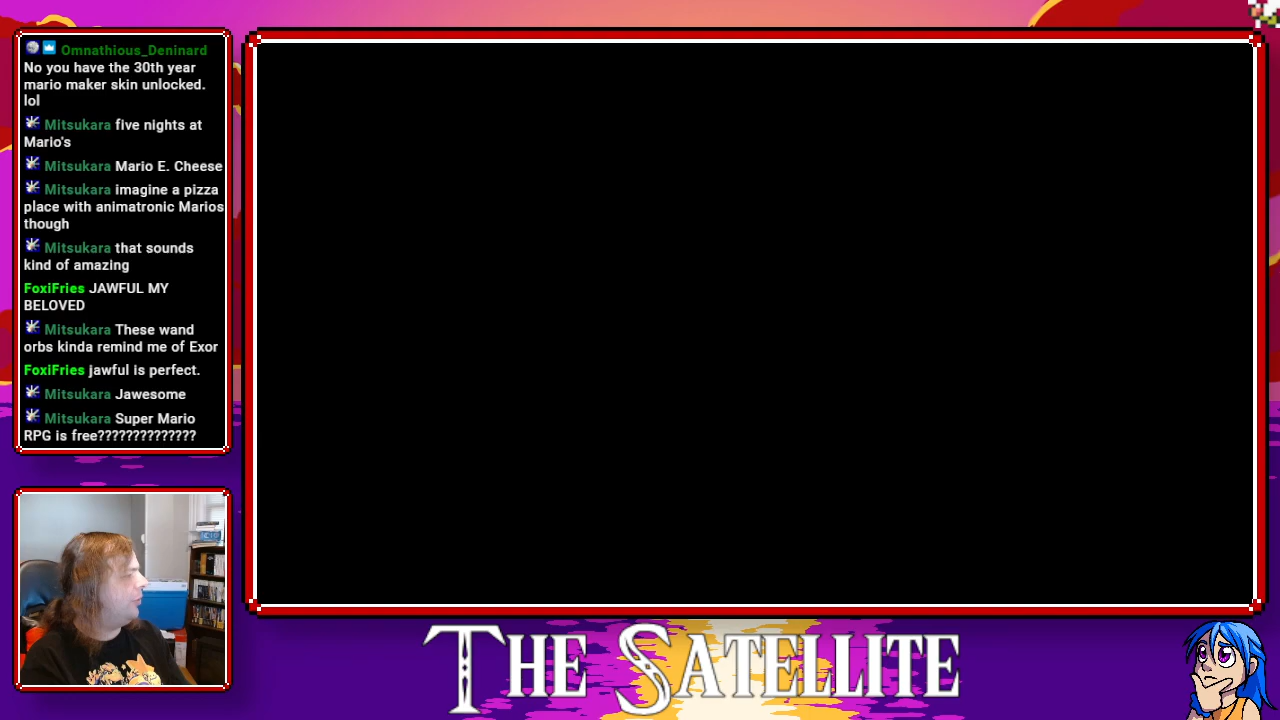 Omnathious_Deninard
No you have the 30th year
mario maker skin unlocked.
lol
Mitsukara five nights at
Mario's
Mitsukara Mario E. Cheese
Mitsukara imagine a pizza
place with animatronic Marios
though
Mitsukara that sounds
kind of amazing
FoxiFries JAWFUL MY
BELOVED
Mitsukara These wand
orbs kinda remind me of Exor
FoxiFries jawful is perfect.
Mitsukara Jawesome
Mitsukara Super Mario
RPG is free??????????????
THE SATELLITE